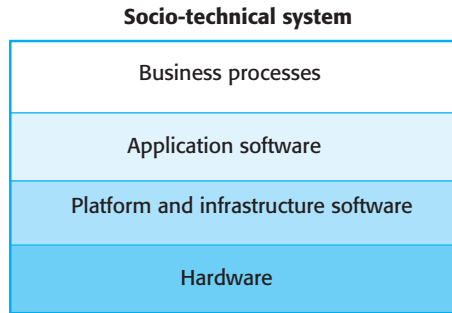 Socio-technical system
Business processes
Application software
Platform and infrastructure software
Hardware